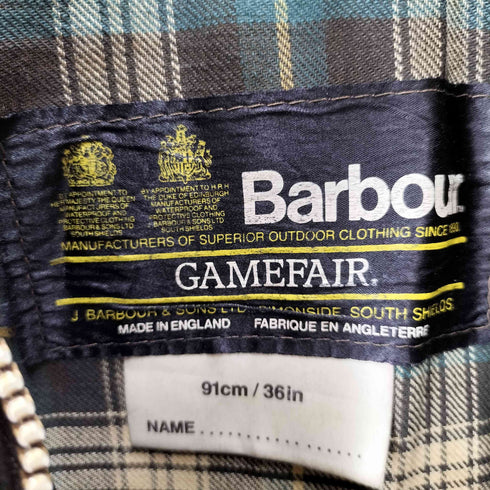 BY APPOINTMENT TO
HER MAJESTY THE QUEEN
MANUFACTURERS OF
WATERPROOF AND
PROTECTIVE CLOTHING
J. BARBOUR & SONS LTD
SOUTH SHIELDS
BY APPOINTMENT TO H R H
THE DUKE OF EDINBURGH
MANUFACTURERS OF
WATERPROOF AND
PROTECTIVE CLOTHING
J. BARBOUR & SONS LTD
SOUTH SHIELDS
Barbour
MANUFACTURERS OF SUPERIOR OUTDOOR CLOTHING SINCE
GAMEFAIR.
J. BARBOUR & SONS LTD. SIMONSIDE, SOUTH SHIELDS.
MADE IN ENGLAND FABRIQUE EN ANGLETERRE
91cm / 36in
NAME....................